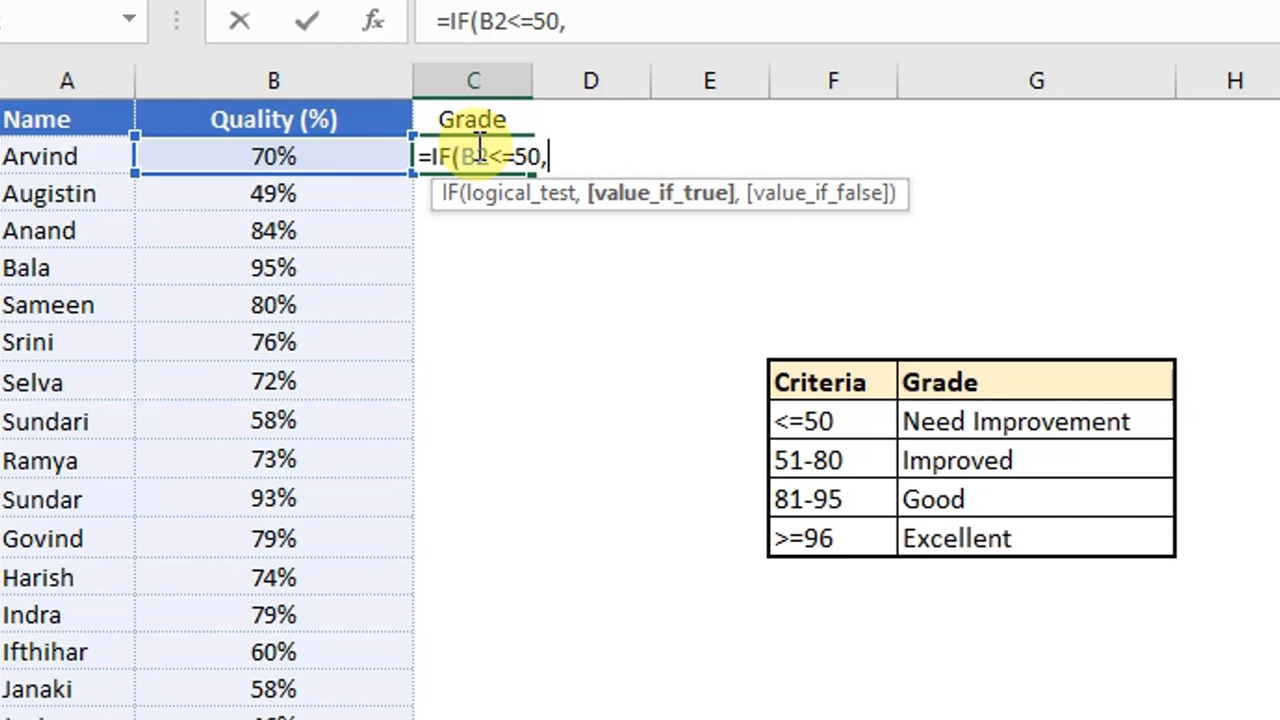 fx =IF(B2<=50,
A B C D E F G H
Name Quality (%) Grade
Arvind 70% =IF(B2<=50,
IF(logical_test, [value_if_true], [value_if_false])
Augistin 49%
Anand 84%
Bala 95%
Sameen 80%
Srini 76%
Selva 72%
Sundari 58%
Ramya 73%
Sundar 93%
Govind 79%
Harish 74%
Indra 79%
Ifthihar 60%
Janaki 58%
Criteria Grade
<=50 Need Improvement
51-80 Improved
81-95 Good
>=96 Excellent